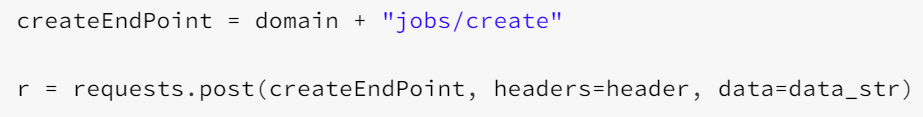 createEndPoint = domain + "jobs/create"
r = requests.post(createEndPoint, headers=header, data=data_str)